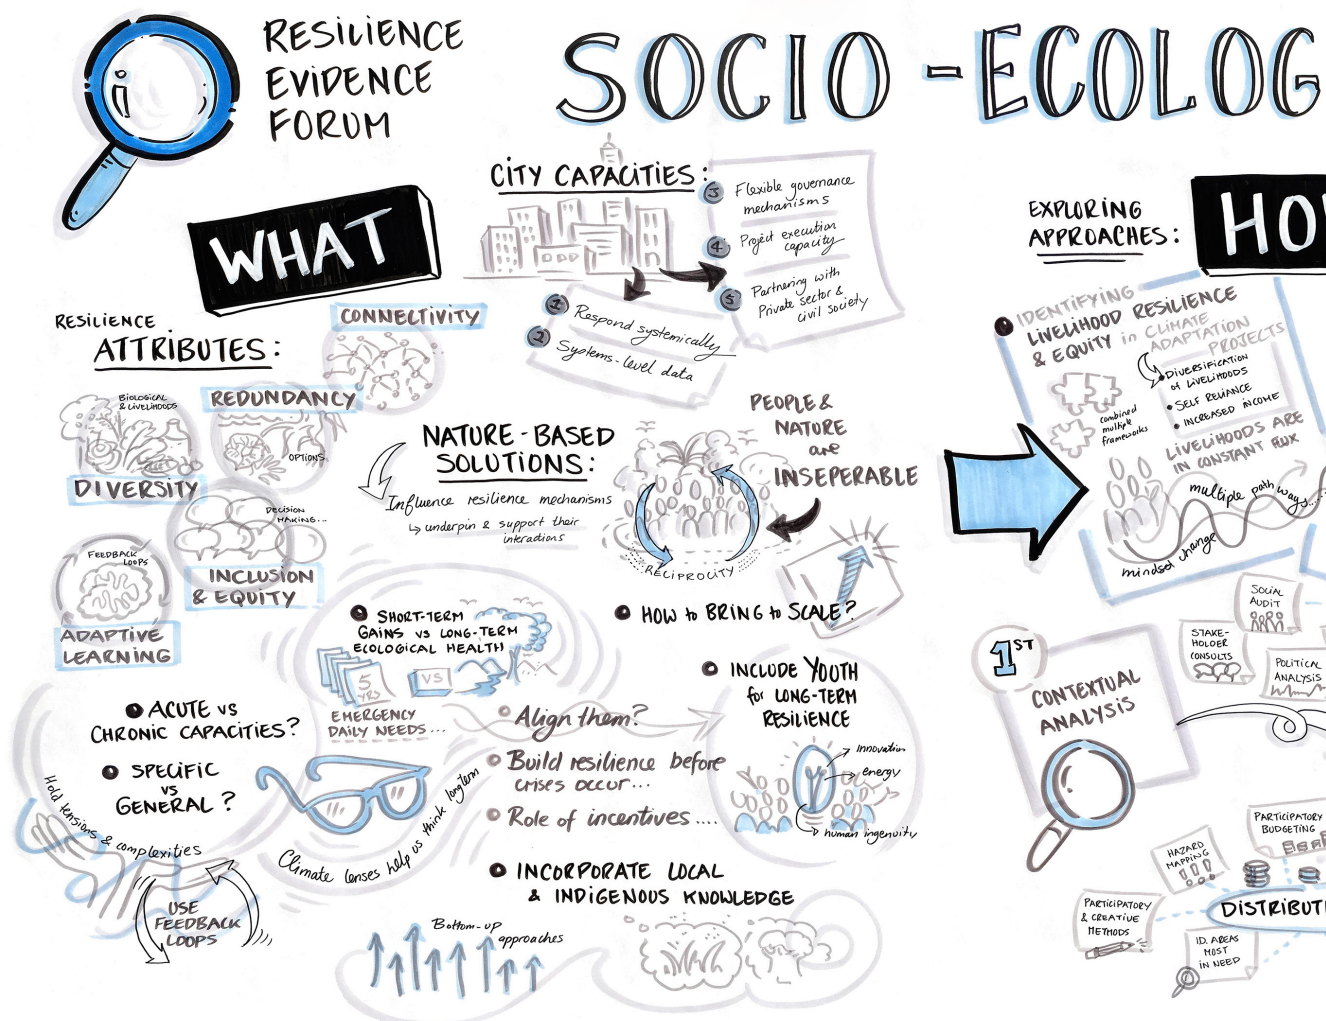 RESILIENCE
EVIDENCE
FORUM
SOCIO-ECOLOG
WHAT
CITY CAPACITIES:
3 Flexible governance
mechanisms
4 Project execution
capacity
5 Partnering with
Private sector &
civil society
1 Respond systemically
2 Systems-level data
RESILIENCE
ATTRIBUTES:
CONNECTIVITY
BIOLOGICAL
& LIVELIHOODS
DIVERSITY
REDUNDANCY
OPTIONS
DECISION
MAKING...
INCLUSION
& EQUITY
FEEDBACK
LOOPS
ADAPTIVE
LEARNING
NATURE-BASED
SOLUTIONS:
Influence resilience mechanisms
↳ underpin & support their
interactions
PEOPLE &
NATURE
are
INSEPERABLE
RECIPROCITY
HOW to BRING to SCALE?
SHORT-TERM
GAINS vs LONG-TERM
ECOLOGICAL HEALTH
5
YRS
VS
EMERGENCY
DAILY NEEDS...
ACUTE vs
CHRONIC CAPACITIES?
SPECIFIC
vs
GENERAL?
Hold tensions & complexities
USE
FEEDBACK
LOOPS
Climate lenses help us think longterm
Align them?
Build resilience before
crises occur...
Role of incentives....
INCLUDE YOUTH
for LONG-TERM
RESILIENCE
innovation
energy
human ingenuity
INCORPORATE LOCAL
& INDIGENOUS KNOWLEDGE
Bottom-up
approaches
EXPLORING
APPROACHES:
HO
IDENTIFYING
LIVELIHOOD RESILIENCE
& EQUITY in CLIMATE
ADAPTATION
PROJECTS
• DIVERSIFICATION
of LIVELIHOODS
• SELF RELIANCE
• INCREASED INCOME
combined
multiple
frameworks
LIVELIHOODS ARE
IN CONSTANT FLUX
multiple path ways....
mindset change
1ST
CONTEXTUAL
ANALYSIS
SOCIAL
AUDIT
STAKE-
HOLDER
CONSULTS
POLITICAL
ANALYSIS
PARTICIPATORY
BUDGETING
HAZARD
MAPPING
!!!
PARTICIPATORY
& CREATIVE
METHODS
DISTRIBUT
ID. AREAS
MOST
IN NEED